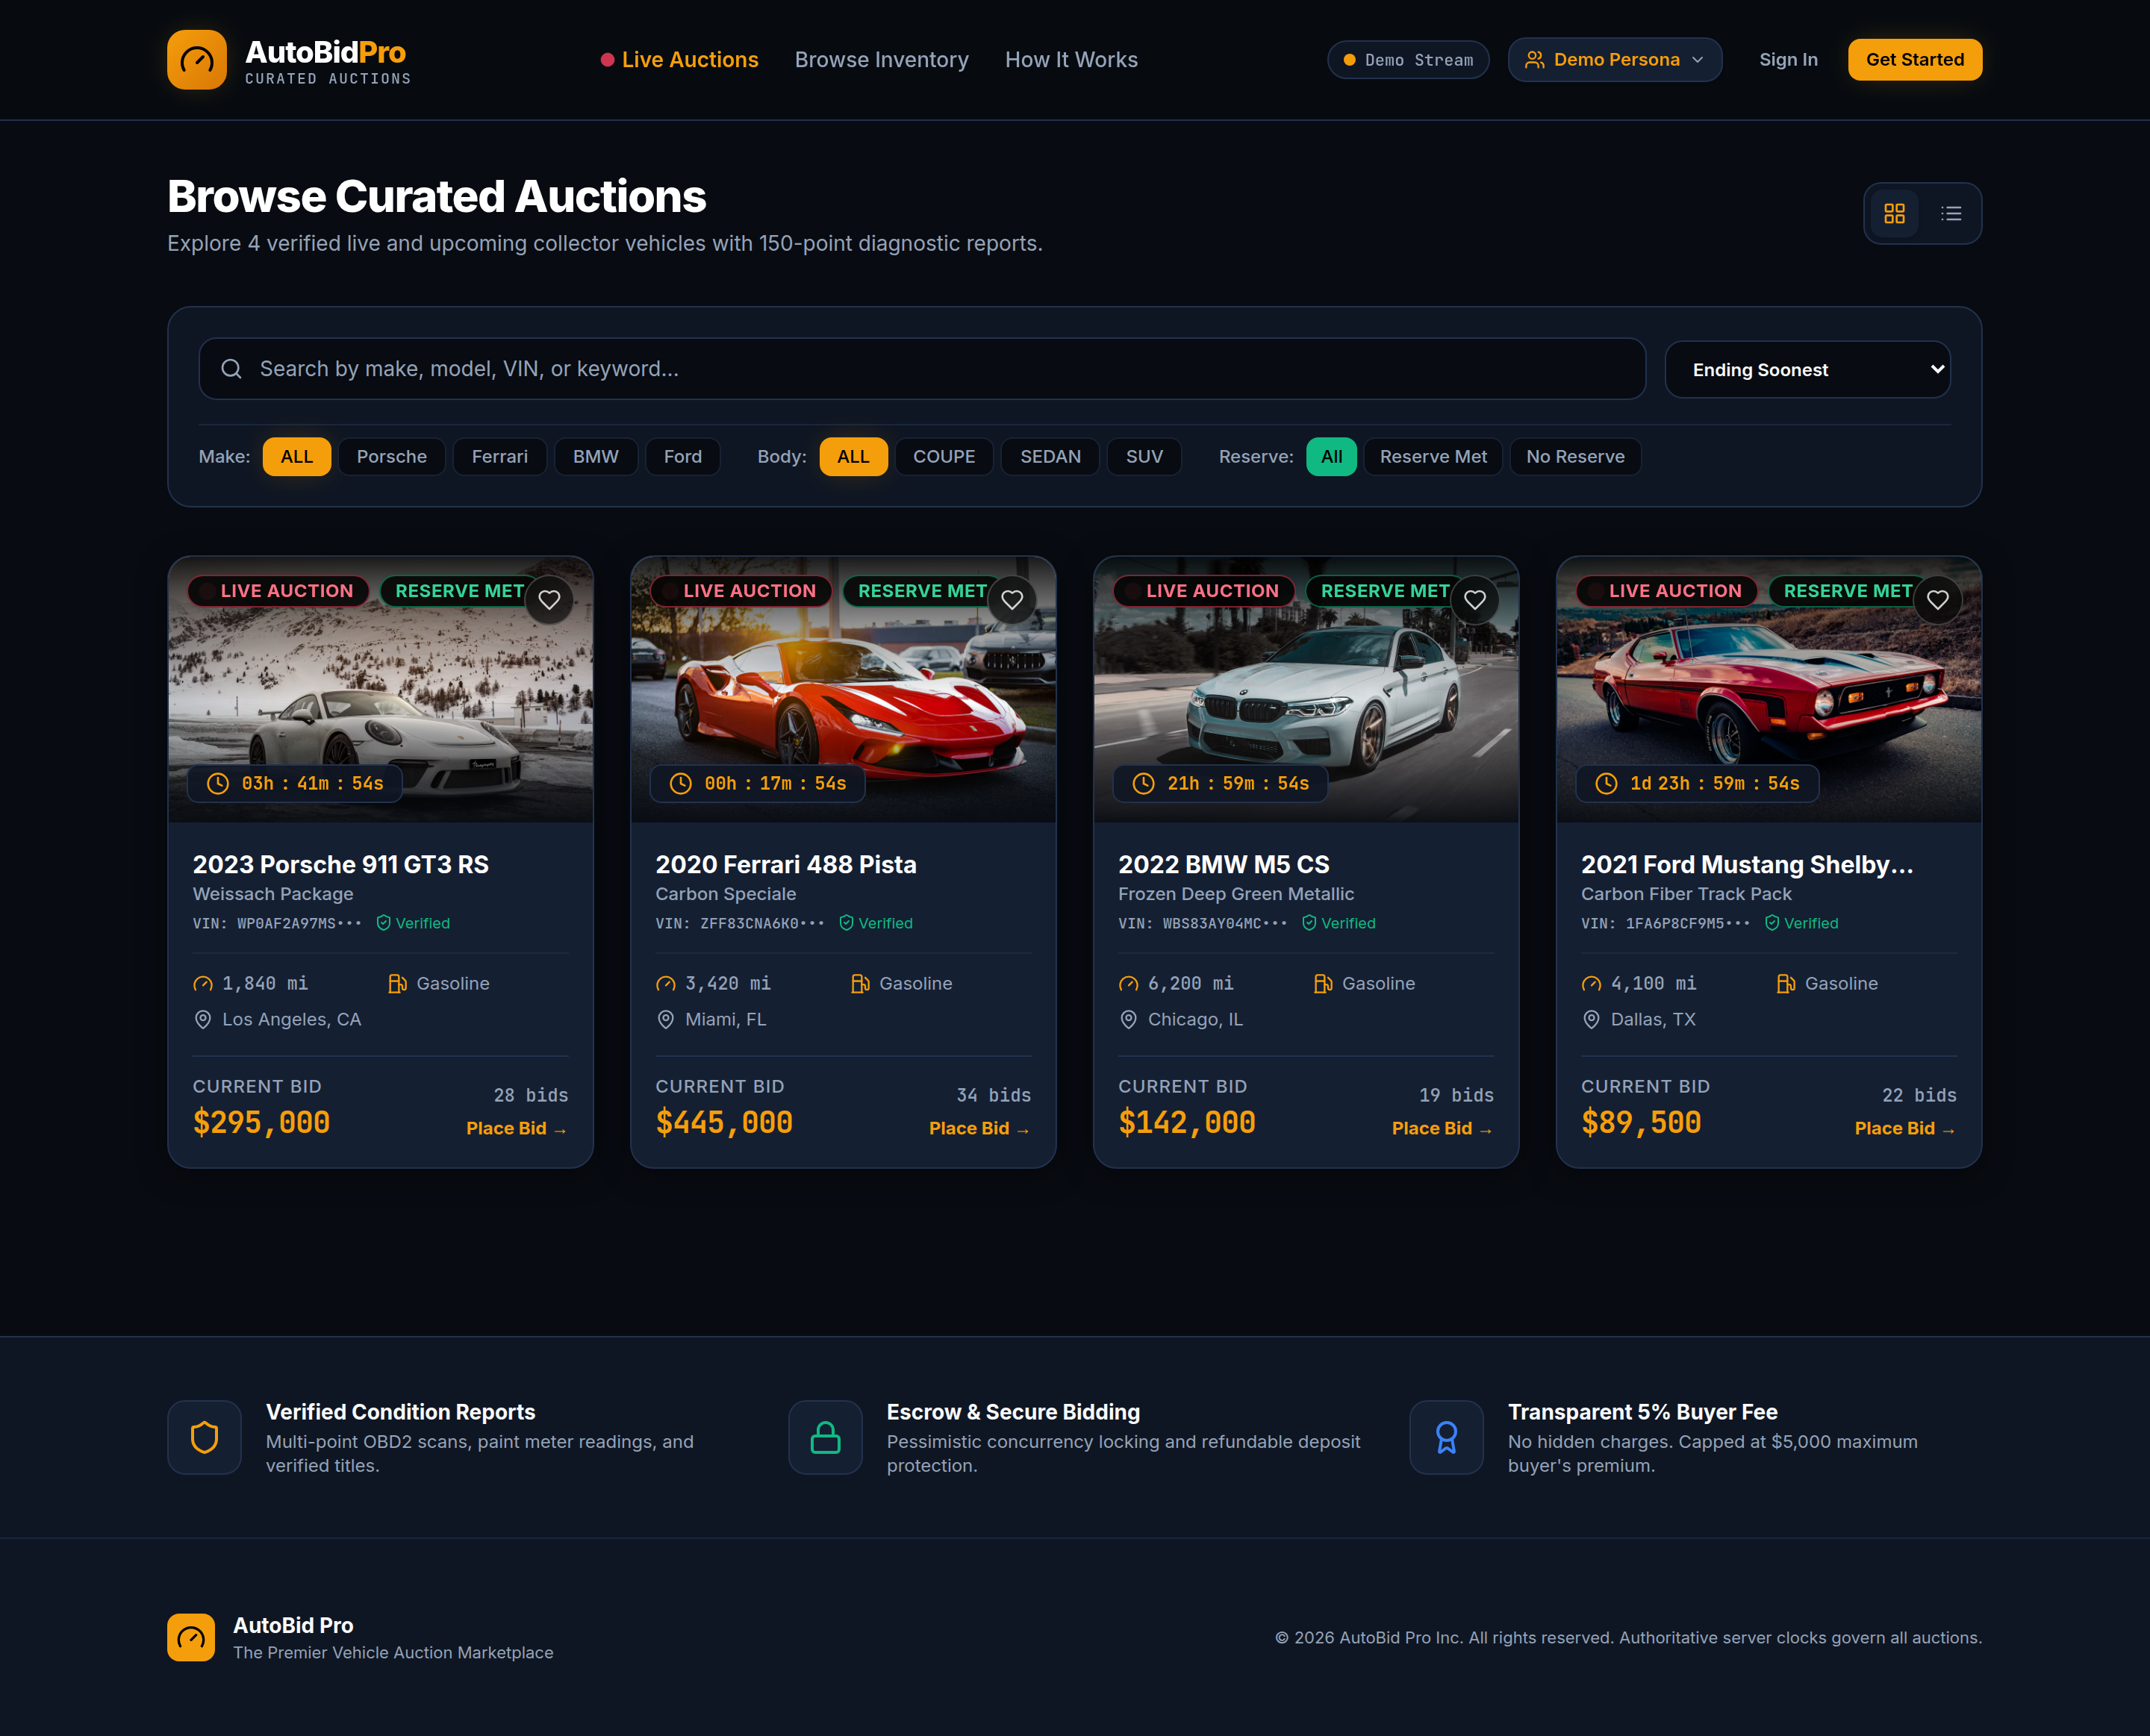 AutoBidPro
CURATED AUCTIONS
Live Auctions
Browse Inventory
How It Works
Demo Stream
Demo Persona
Sign In
Get Started
Browse Curated Auctions
Explore 4 verified live and upcoming collector vehicles with 150-point diagnostic reports.
Search by make, model, VIN, or keyword...
Ending Soonest
Make: ALL Porsche Ferrari BMW Ford
Body: ALL COUPE SEDAN SUV
Reserve: All Reserve Met No Reserve
LIVE AUCTION
RESERVE MET
03h : 41m : 54s
2023 Porsche 911 GT3 RS
Weissach Package
VIN: WP0AF2A97MS••• Verified
1,840 mi
Gasoline
Los Angeles, CA
CURRENT BID
$295,000
28 bids
Place Bid →
LIVE AUCTION
RESERVE MET
00h : 17m : 54s
2020 Ferrari 488 Pista
Carbon Speciale
VIN: ZFF83CNA6K0••• Verified
3,420 mi
Gasoline
Miami, FL
CURRENT BID
$445,000
34 bids
Place Bid →
LIVE AUCTION
RESERVE MET
21h : 59m : 54s
2022 BMW M5 CS
Frozen Deep Green Metallic
VIN: WBS83AY04MC••• Verified
6,200 mi
Gasoline
Chicago, IL
CURRENT BID
$142,000
19 bids
Place Bid →
LIVE AUCTION
RESERVE MET
1d 23h : 59m : 54s
2021 Ford Mustang Shelby...
Carbon Fiber Track Pack
VIN: 1FA6P8CF9M5••• Verified
4,100 mi
Gasoline
Dallas, TX
CURRENT BID
$89,500
22 bids
Place Bid →
Verified Condition Reports
Multi-point OBD2 scans, paint meter readings, and
verified titles.
Escrow & Secure Bidding
Pessimistic concurrency locking and refundable deposit
protection.
Transparent 5% Buyer Fee
No hidden charges. Capped at $5,000 maximum
buyer's premium.
AutoBid Pro
The Premier Vehicle Auction Marketplace
© 2026 AutoBid Pro Inc. All rights reserved. Authoritative server clocks govern all auctions.